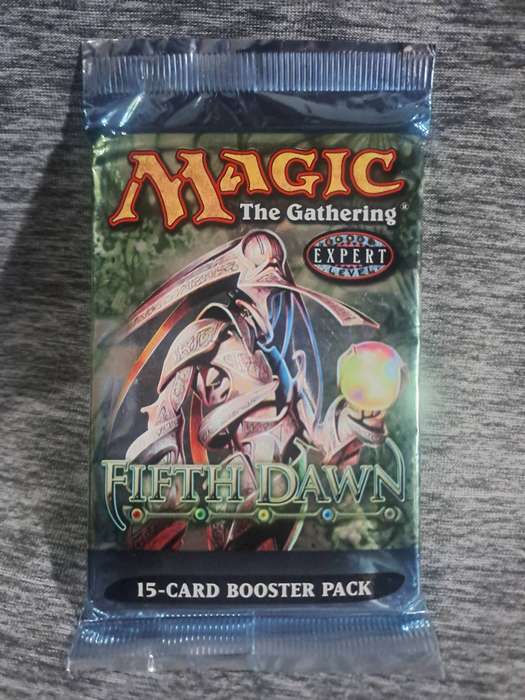 MAGIC
The Gathering®
EXPERT
LEVEL
FIFTH DAWN
15-CARD BOOSTER PACK